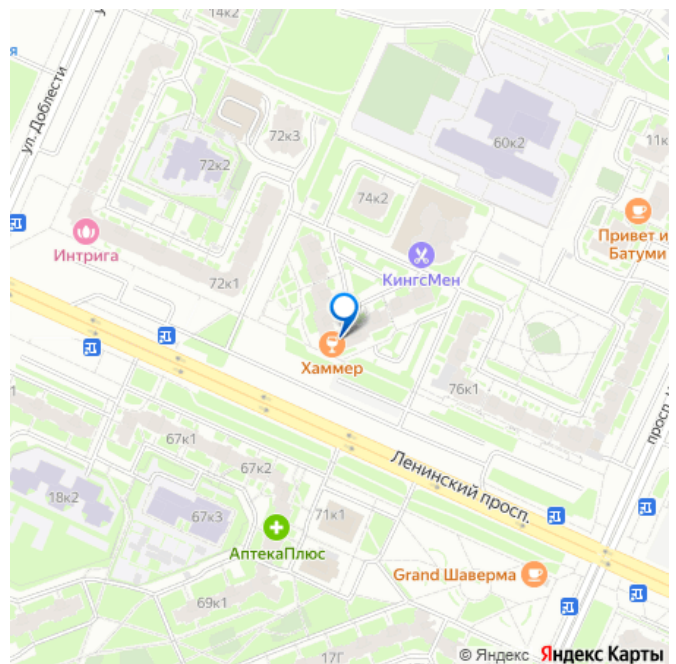 14к2
ул. Доблести
72к3
72к2
60к2
11к
74к2
Привет и
Батуми
Интрига
КингсМен
72к1
Хаммер
76к1
67к1
67к2
Ленинский просп.
18к2
67к3
71к1
АптекаПлюс
Grand Шаверма
69к1
17Г
© Яндекс Яндекс Карты